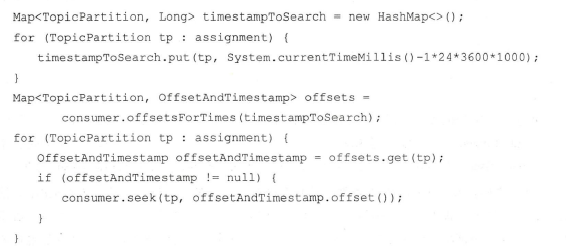 Map<TopicPartition, Long> timestampToSearch = new HashMap<>();
for (TopicPartition tp : assignment) {
    timestampToSearch.put(tp, System.currentTimeMillis()-1*24*3600*1000);
}
Map<TopicPartition, OffsetAndTimestamp> offsets =
        consumer.offsetsForTimes(timestampToSearch);
for (TopicPartition tp : assignment) {
    OffsetAndTimestamp offsetAndTimestamp = offsets.get(tp);
    if (offsetAndTimestamp != null) {
        consumer.seek(tp, offsetAndTimestamp.offset());
    }
}